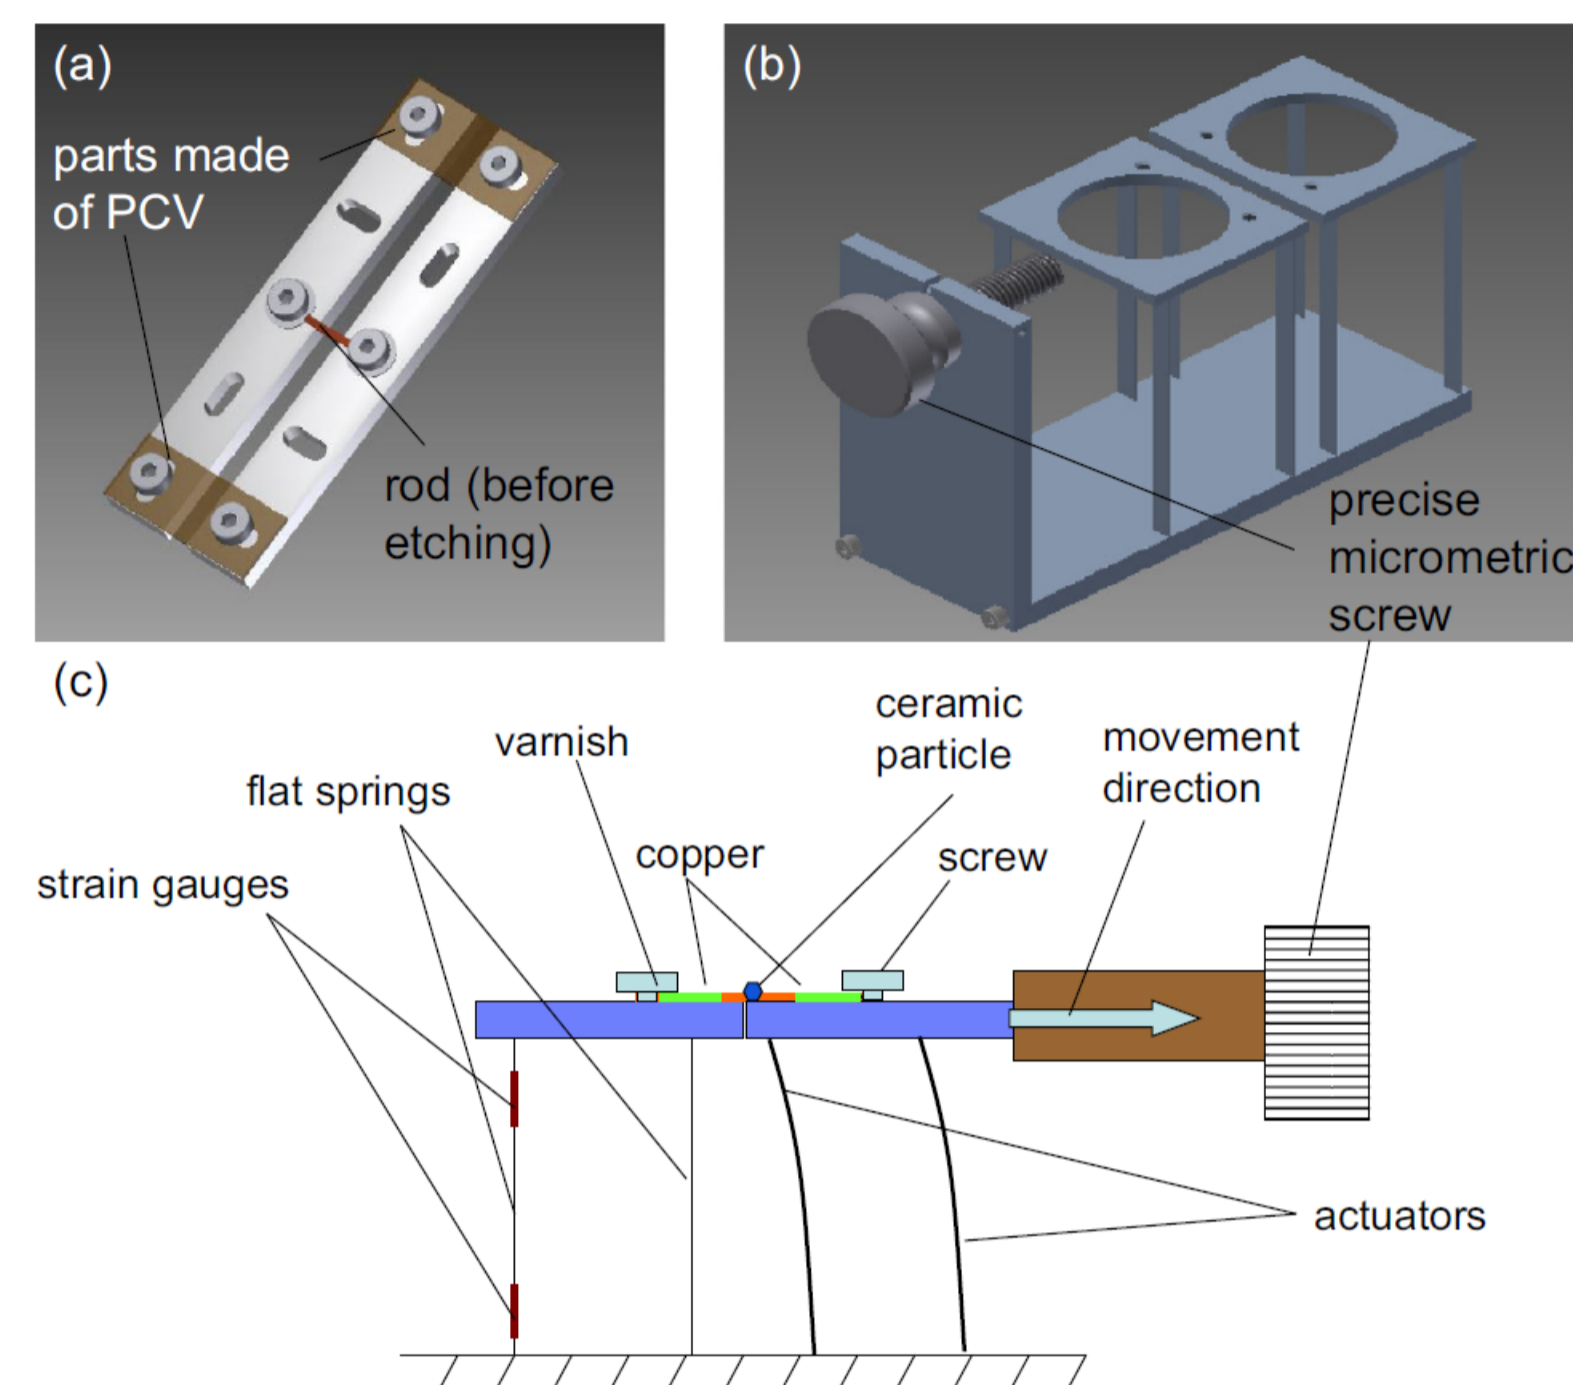 (a)
parts made
of PCV
rod (before
etching)
(b)
precise
micrometric
screw
(c)
varnish
flat springs
strain gauges
copper
ceramic
particle
screw
movement
direction
actuators